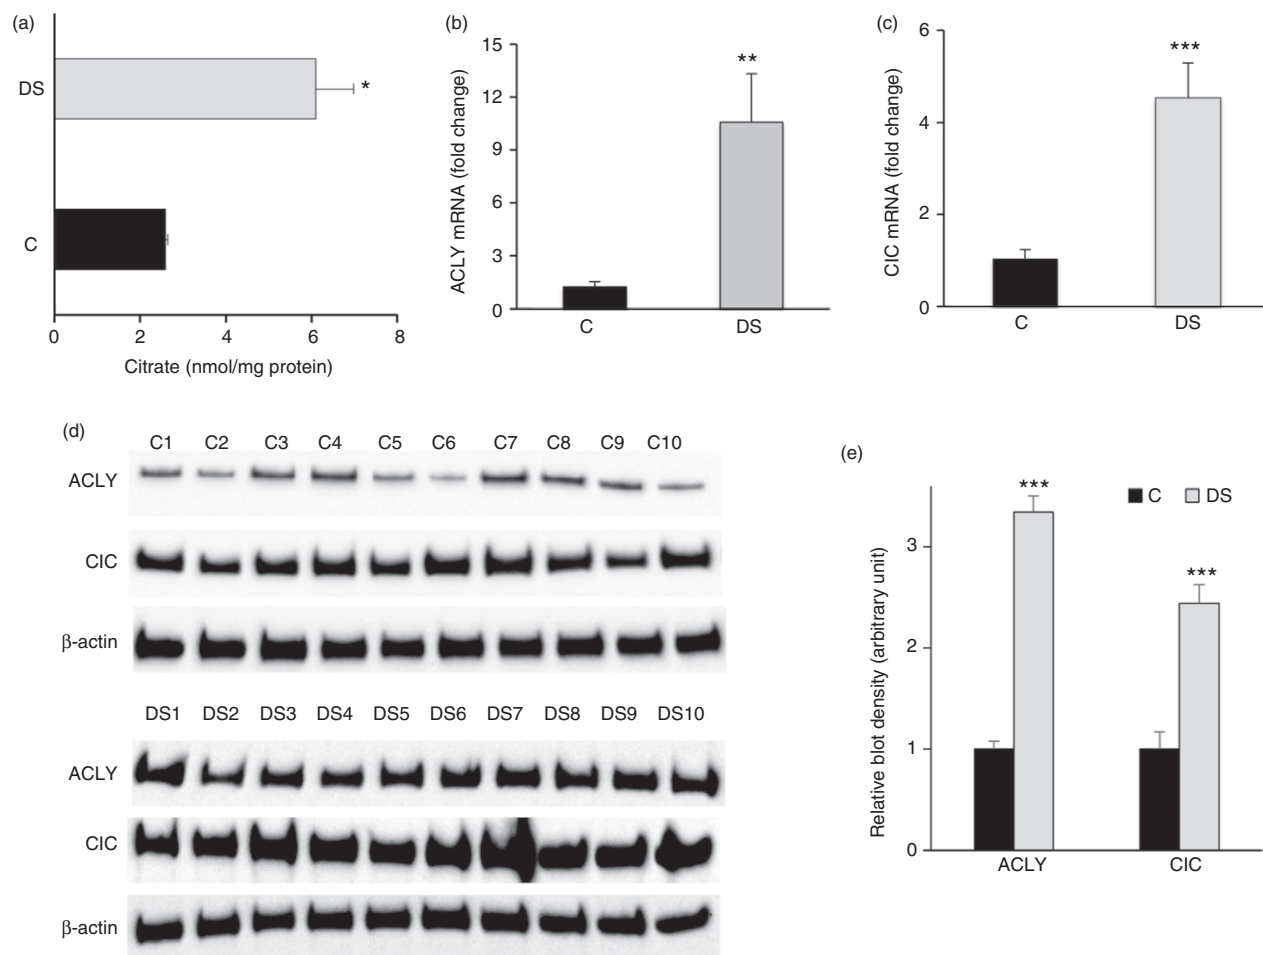 (a)
DS
*
C
0 2 4 6 8
Citrate (nmol/mg protein)
(b)
15
12
9
6
3
0
ACLY mRNA (fold change)
**
C DS
(c)
6
4
2
0
CIC mRNA (fold change)
***
C DS
(d)
C1 C2 C3 C4 C5 C6 C7 C8 C9 C10
ACLY
CIC
β-actin
DS1 DS2 DS3 DS4 DS5 DS6 DS7 DS8 DS9 DS10
ACLY
CIC
β-actin
(e)
C DS
3
2
1
0
Relative blot density (arbitrary unit)
***
***
ACLY CIC